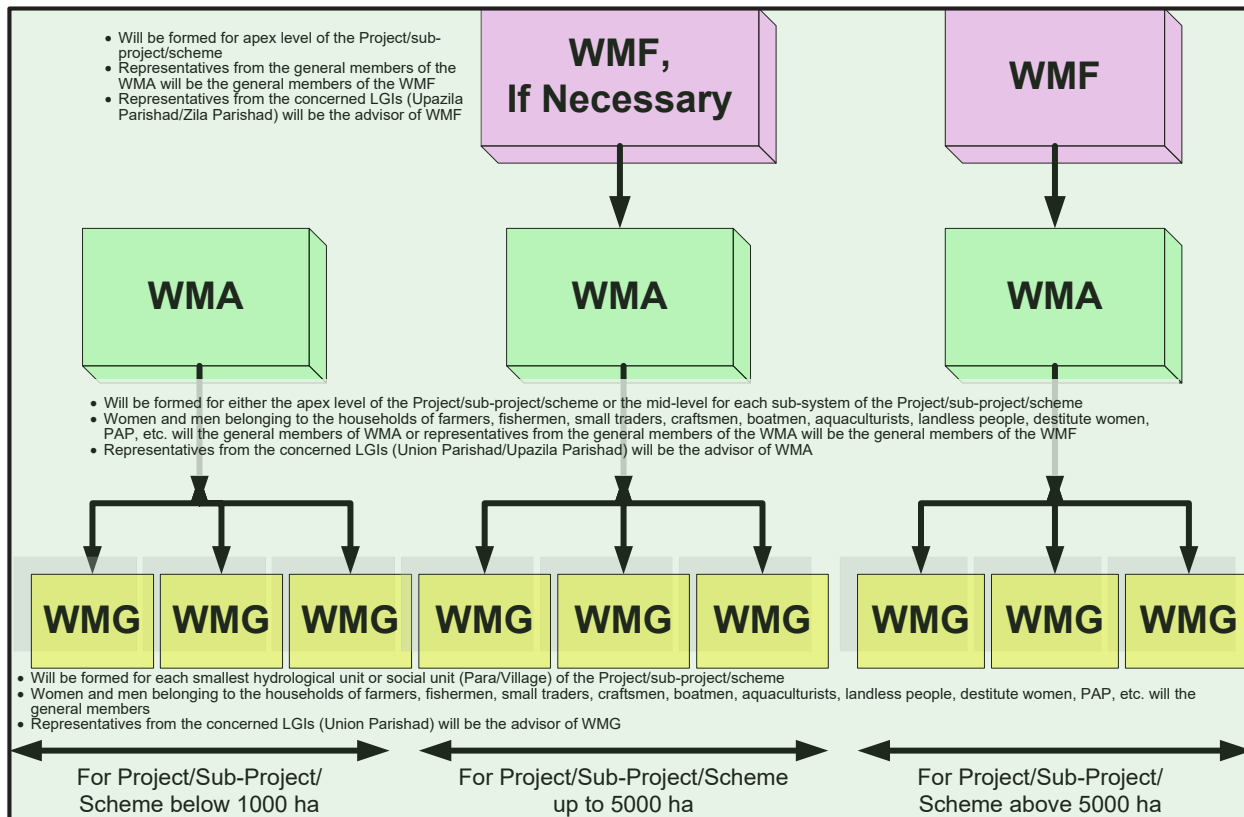 • Will be formed for apex level of the Project/sub-
project/scheme
• Representatives from the general members of the
WMA will be the general members of the WMF
• Representatives from the concerned LGIs (Upazila
Parishad/Zila Parishad) will be the advisor of WMF
WMF,
If Necessary
WMF
WMA
WMA
WMA
• Will be formed for either the apex level of the Project/sub-project/scheme or the mid-level for each sub-system of the Project/sub-project/scheme
• Women and men belonging to the households of farmers, fishermen, small traders, craftsmen, boatmen, aquaculturists, landless people, destitute women,
PAP, etc. will the general members of WMA or representatives from the general members of the WMA will be the general members of the WMF
• Representatives from the concerned LGIs (Union Parishad/Upazila Parishad) will be the advisor of WMA
WMG
WMG
WMG
WMG
WMG
WMG
WMG
WMG
WMG
• Will be formed for each smallest hydrological unit or social unit (Para/Village) of the Project/sub-project/scheme
• Women and men belonging to the households of farmers, fishermen, small traders, craftsmen, boatmen, aquaculturists, landless people, destitute women, PAP, etc. will the
general members
• Representatives from the concerned LGIs (Union Parishad) will be the advisor of WMG
For Project/Sub-Project/
Scheme below 1000 ha
For Project/Sub-Project/Scheme
up to 5000 ha
For Project/Sub-Project/
Scheme above 5000 ha